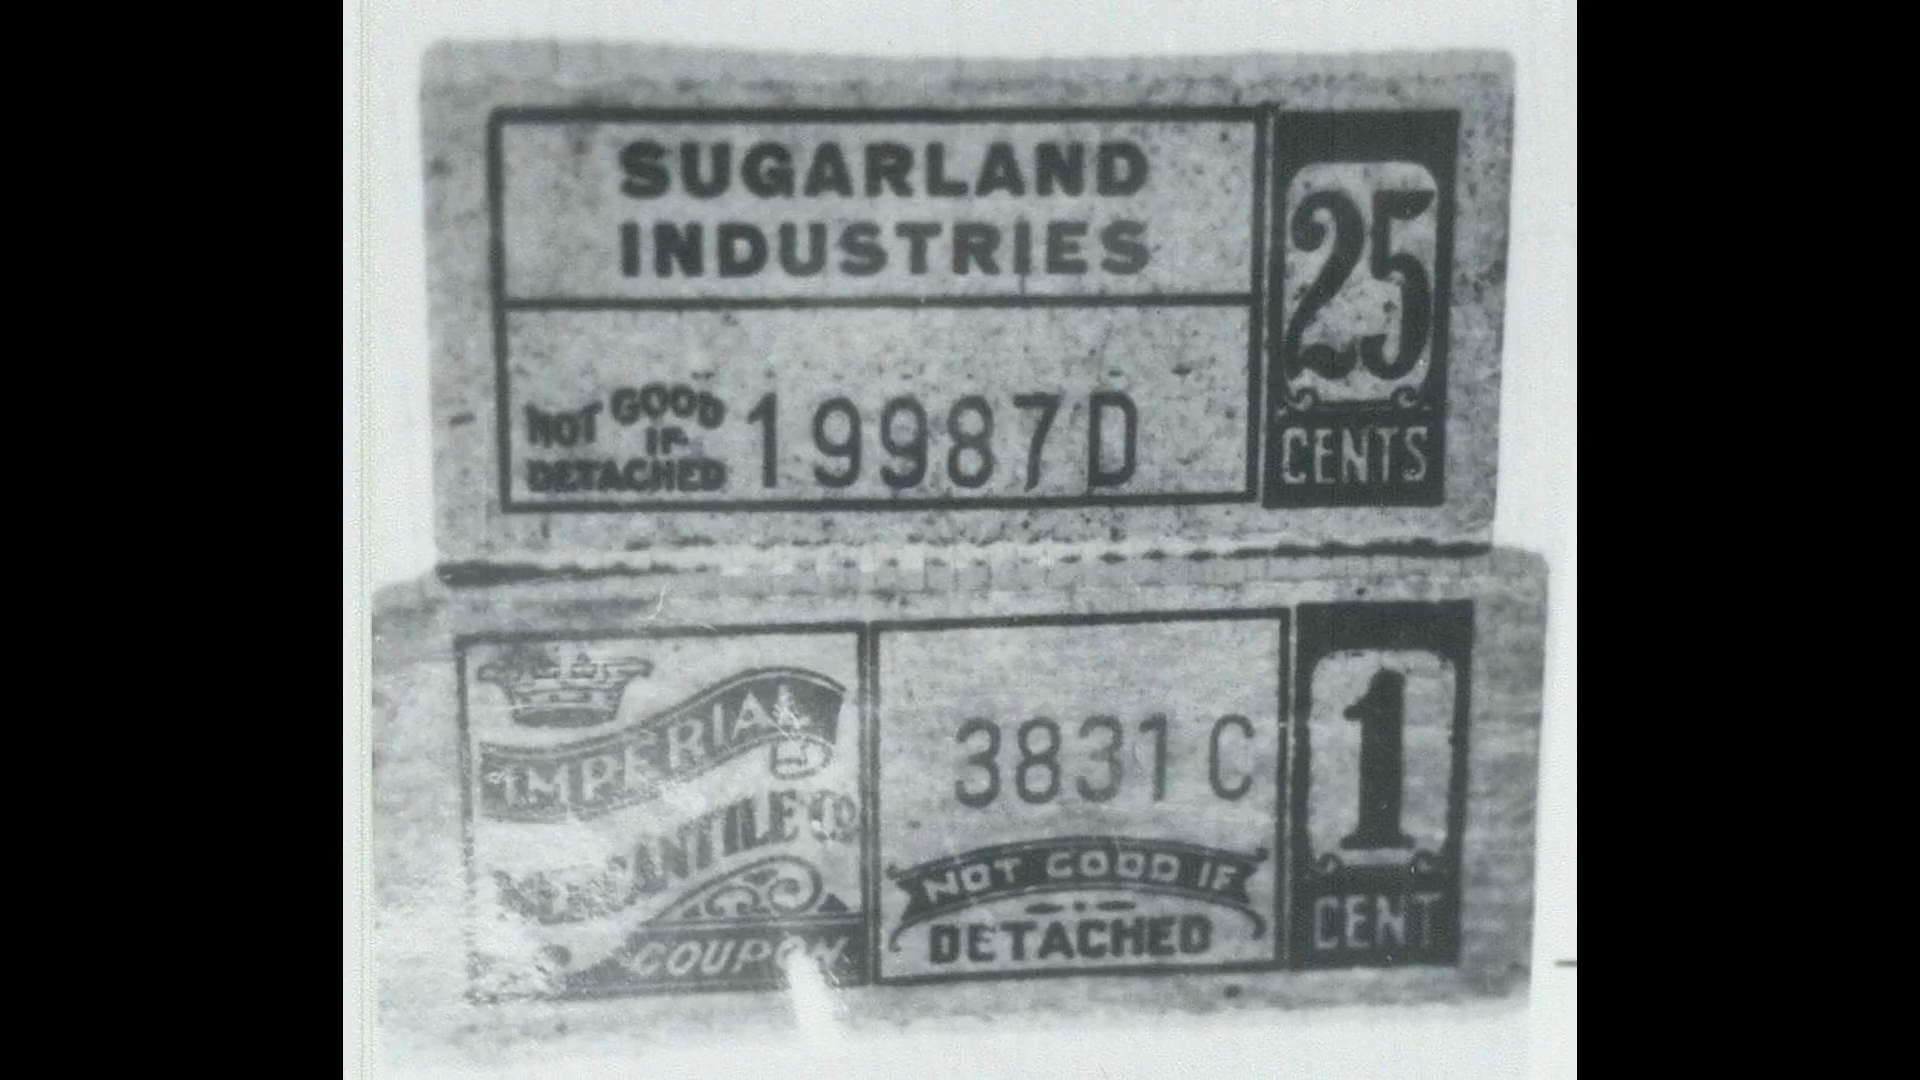 SUGARLAND
INDUSTRIES
25
CENTS
NOT GOOD
IF
DETACHED
19987D
IMPERIAL
MERCANTILE CO
COUPON
3831C
NOT GOOD IF
DETACHED
1
CENT